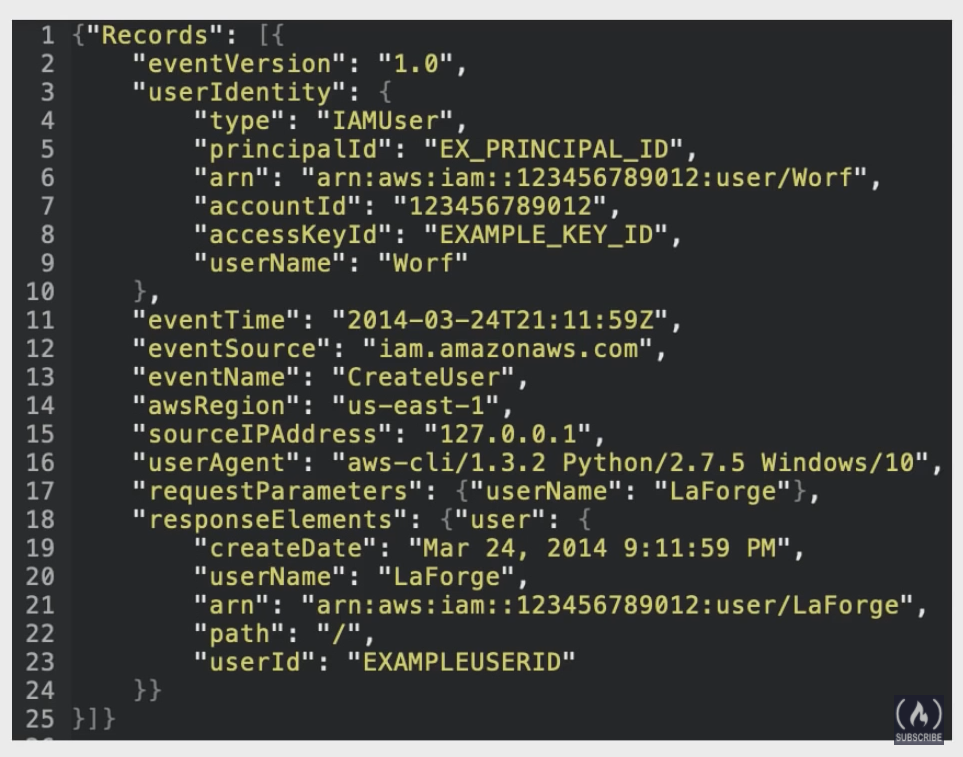 1 {"Records": [{
2 "eventVersion": "1.0",
3 "userIdentity": {
4 "type": "IAMUser",
5 "principalId": "EX_PRINCIPAL_ID",
6 "arn": "arn:aws:iam::123456789012:user/Worf",
7 "accountId": "123456789012",
8 "accessKeyId": "EXAMPLE_KEY_ID",
9 "userName": "Worf"
10 },
11 "eventTime": "2014-03-24T21:11:59Z",
12 "eventSource": "iam.amazonaws.com",
13 "eventName": "CreateUser",
14 "awsRegion": "us-east-1",
15 "sourceIPAddress": "127.0.0.1",
16 "userAgent": "aws-cli/1.3.2 Python/2.7.5 Windows/10",
17 "requestParameters": {"userName": "LaForge"},
18 "responseElements": {"user": {
19 "createDate": "Mar 24, 2014 9:11:59 PM",
20 "userName": "LaForge",
21 "arn": "arn:aws:iam::123456789012:user/LaForge",
22 "path": "/",
23 "userId": "EXAMPLEUSERID"
24 }}
25 }]}
SUBSCRIBE